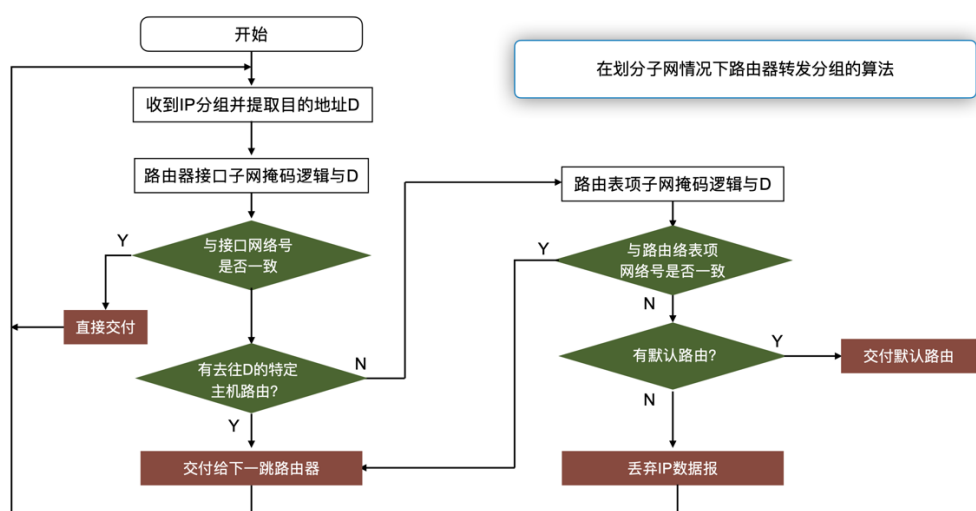 开始
在划分子网情况下路由器转发分组的算法
收到IP分组并提取目的地址D
路由器接口子网掩码逻辑与D
路由表项子网掩码逻辑与D
Y
与接口网络号
是否一致
Y
与路由络表项
网络号是否一致
N
直接交付
有去往D的特定
主机路由?
N
有默认路由?
Y
交付默认路由
Y
N
交付给下一跳路由器
丢弃IP数据报